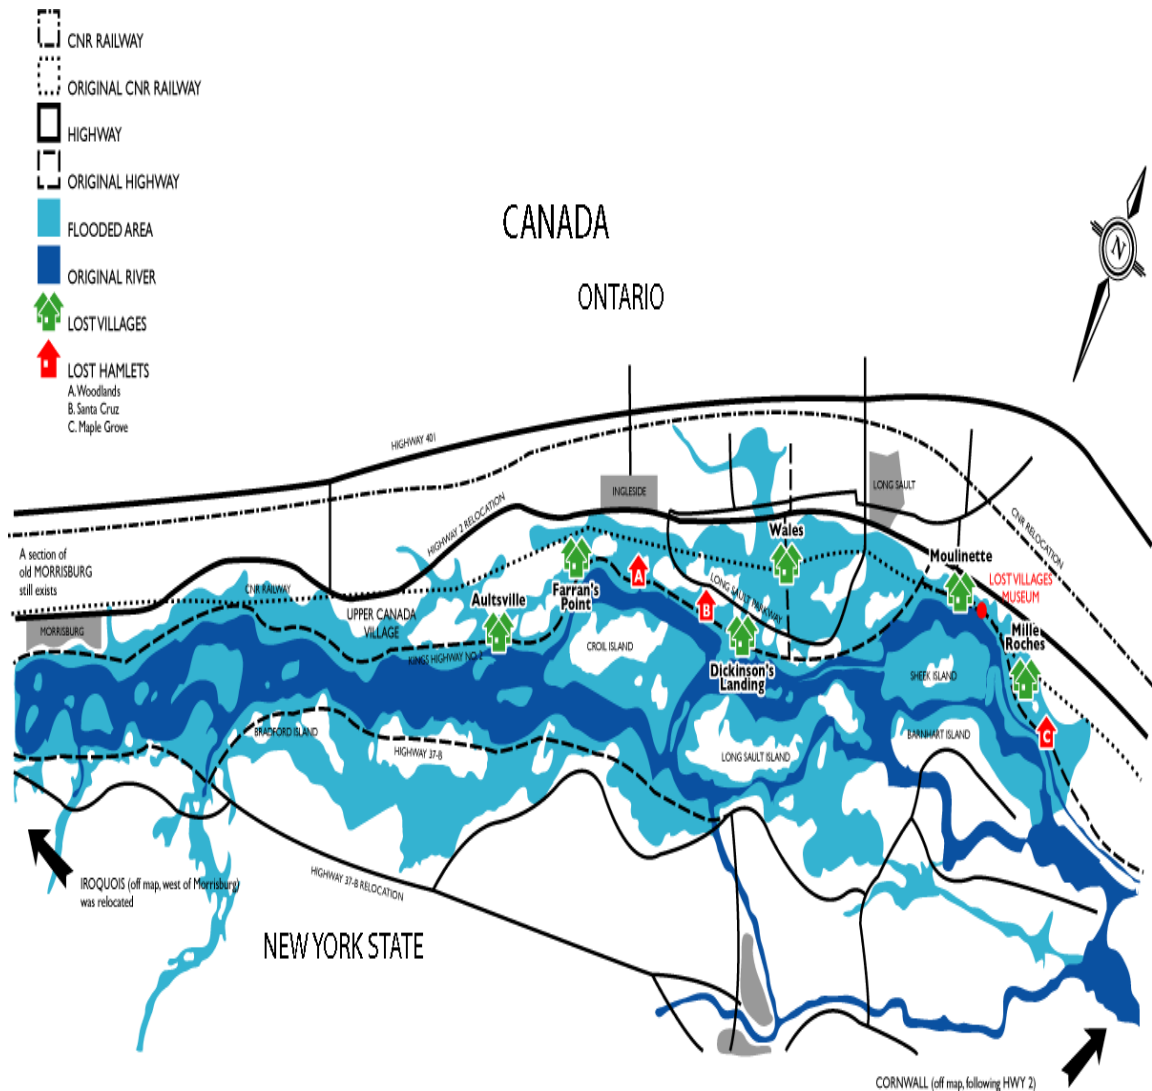 CNR RAILWAY
ORIGINAL CNR RAILWAY
HIGHWAY
ORIGINAL HIGHWAY
FLOODED AREA
ORIGINAL RIVER
LOST VILLAGES
LOST HAMLETS
A. Woodlands
B. Santa Cruz
C. Maple Grove
CANADA
ONTARIO
N
HIGHWAY 401
HIGHWAY 2 RELOCATION
INGLESIDE
LONG SAULT
CNR RELOCATION
A section of
old MORRISBURG
still exists
MORRISBURG
CNR RAILWAY
UPPER CANADA
VILLAGE
KINGS HIGHWAY NO. 2
Aultsville
Farran's
Point
A
B
LONG SAULT PARKWAY
Wales
Dickinson's
Landing
Moulinette
LOST VILLAGES
MUSEUM
Mille
Roches
C
CROIL ISLAND
SHEEK ISLAND
BARNHART ISLAND
LONG SAULT ISLAND
BRADFORD ISLAND
HIGHWAY 37-B
HIGHWAY 37-B RELOCATION
IROQUOIS (off map, west of Morrisburg)
was relocated
NEW YORK STATE
CORNWALL (off map, following HWY 2)